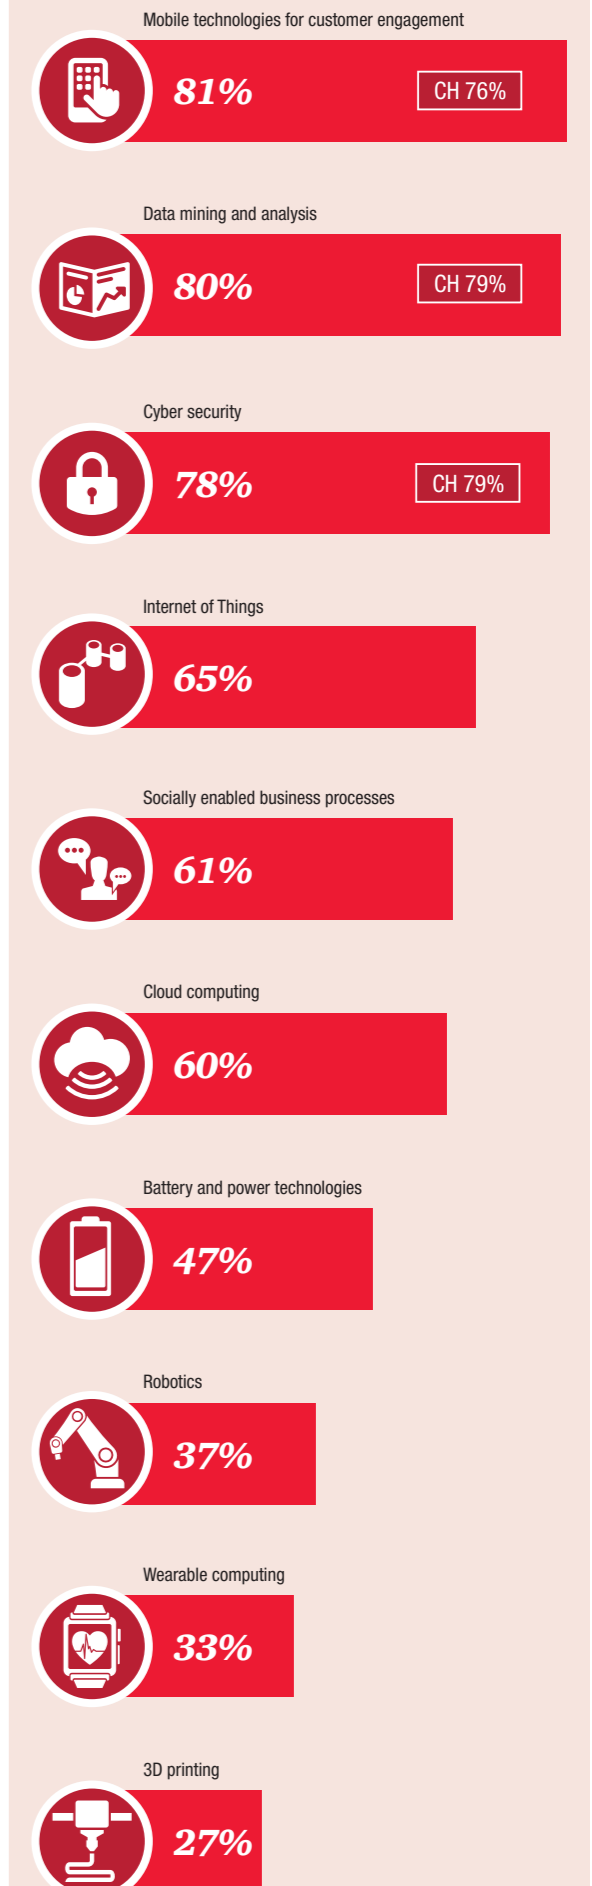 Mobile technologies for customer engagement
81% CH 76%
Data mining and analysis
80% CH 79%
Cyber security
78% CH 79%
Internet of Things
65%
Socially enabled business processes
61%
Cloud computing
60%
Battery and power technologies
47%
Robotics
37%
Wearable computing
33%
3D printing
27%